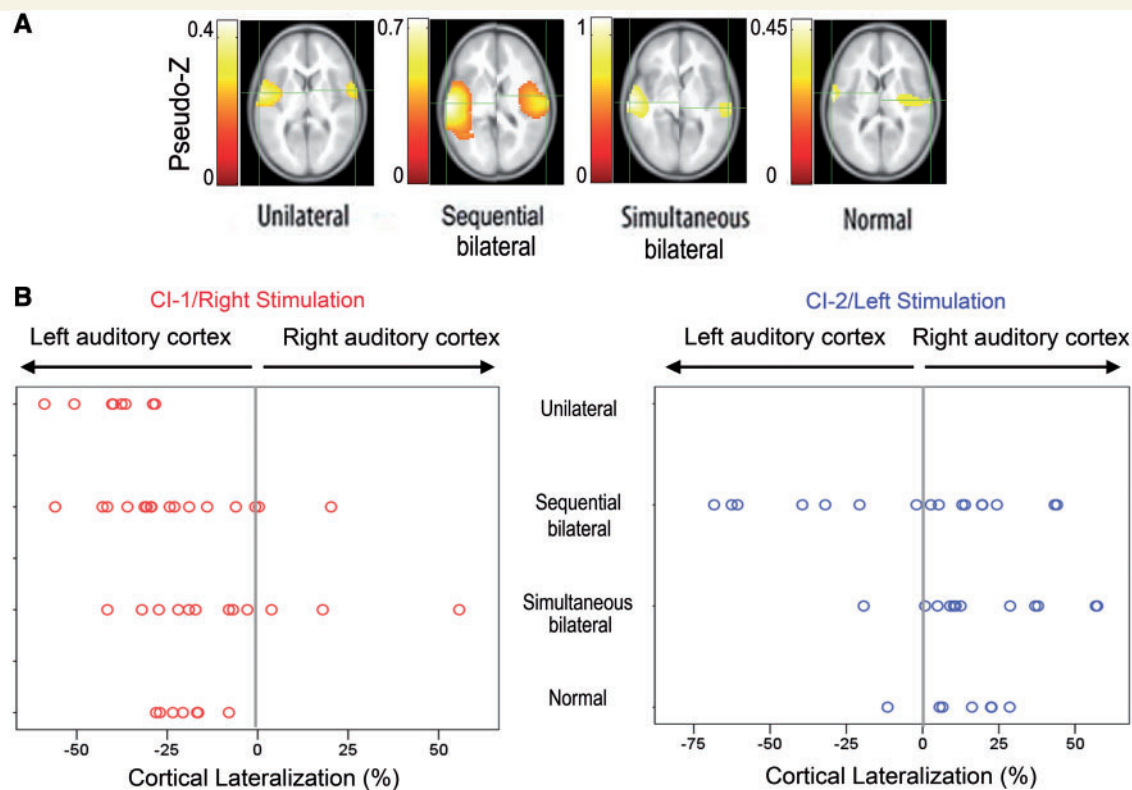 A
0.4
0.7
1
0.45
Pseudo-Z
0
0
0
0
Unilateral
Sequential
bilateral
Simultaneous
bilateral
Normal
B
CI-1/Right Stimulation
CI-2/Left Stimulation
Left auditory cortex
Right auditory cortex
Left auditory cortex
Right auditory cortex
Unilateral
Sequential
bilateral
Simultaneous
bilateral
Normal
-50
-25
0
25
50
-75
-50
-25
0
25
50
Cortical Lateralization (%)
Cortical Lateralization (%)